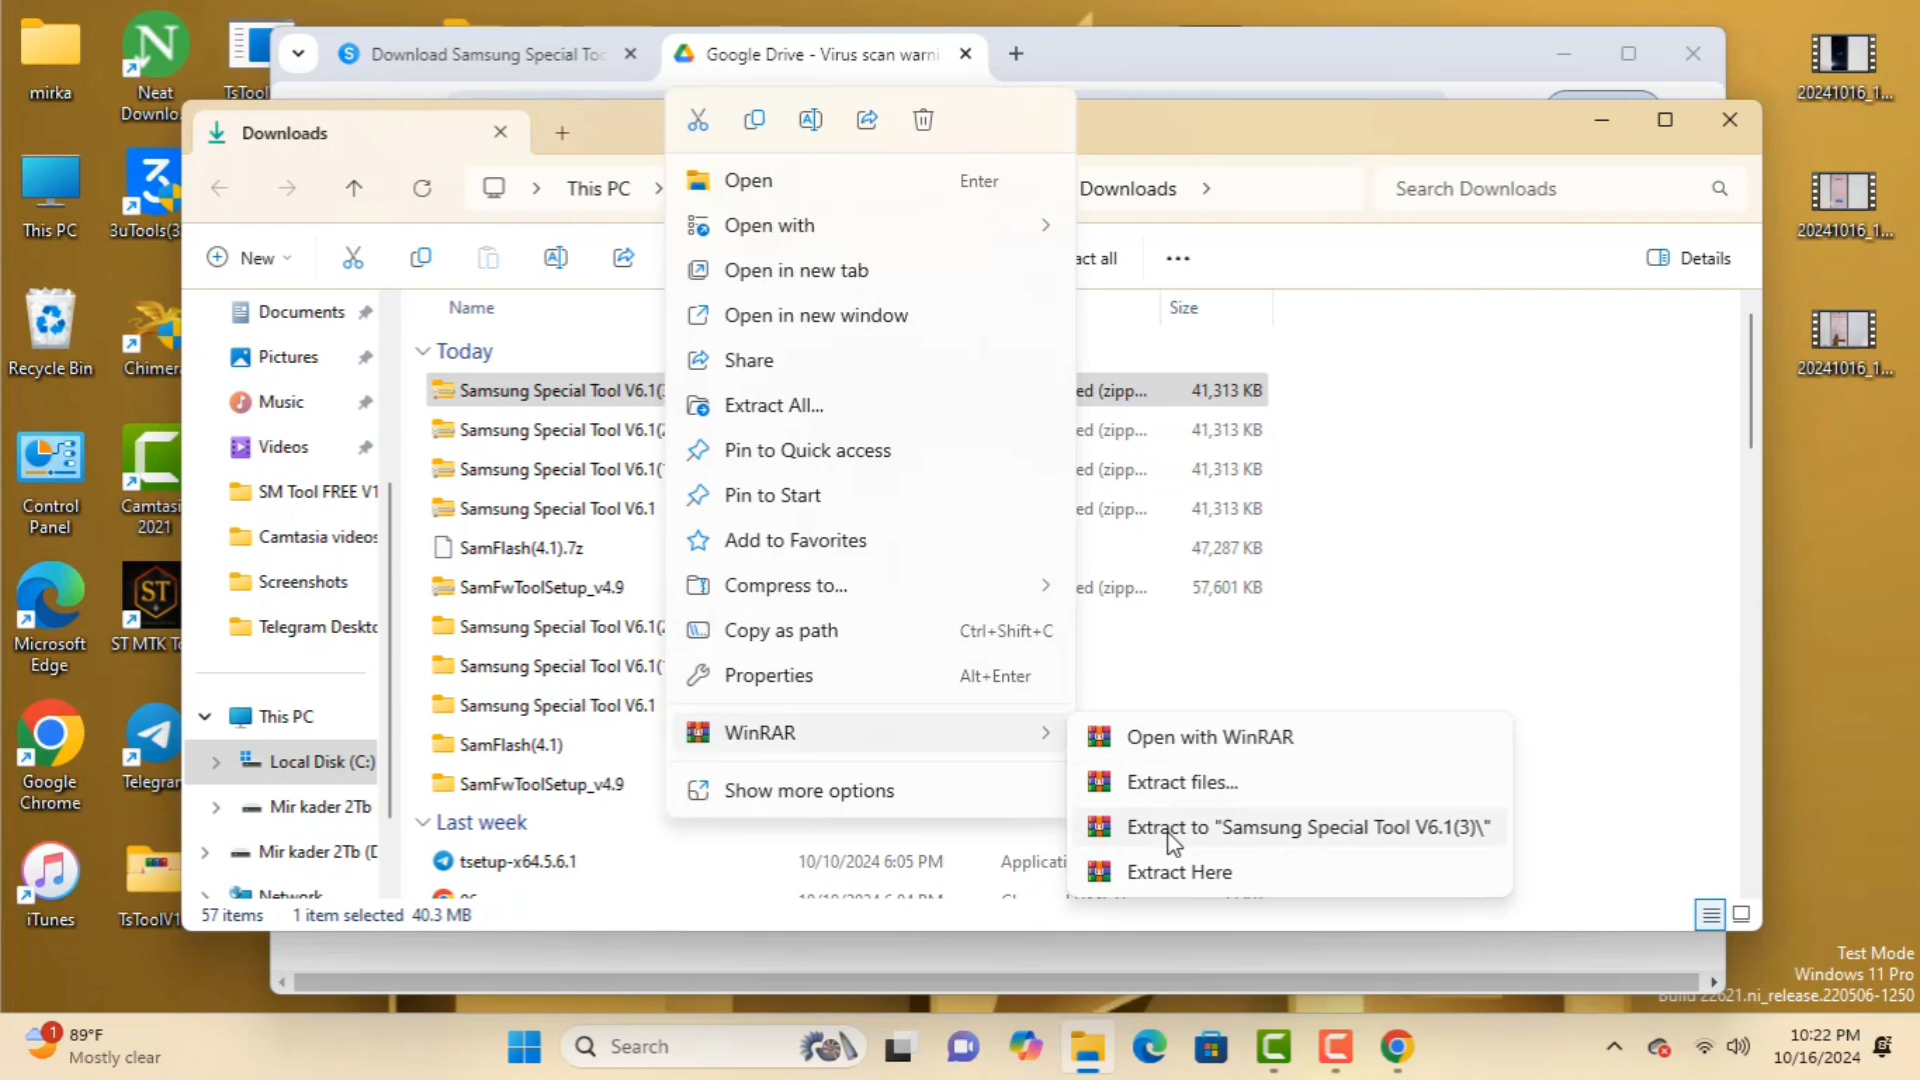 mirka
Neat
Downlo...
TsTool
This PC
3uTools(3
Recycle Bin
Chimera
Control
Panel
Camtasi
2021
Microsoft
Edge
ST MTK To
Google
Chrome
Telegram
iTunes
TsToolV1
20241016_1...
20241016_1...
20241016_1...
Download Samsung Special Too
Google Drive - Virus scan warni
Downloads
This PC
Downloads
Search Downloads
New
act all
Details
Documents
Pictures
Music
Videos
SM Tool FREE V1
Camtasia videos
Screenshots
Telegram Deskto
This PC
Local Disk (C:)
Mir kader 2Tb
Mir kader 2Tb (D
Network
Name
Size
Today
Samsung Special Tool V6.1(3
ed (zipp...
41,313 KB
Samsung Special Tool V6.1(2
ed (zipp...
41,313 KB
Samsung Special Tool V6.1(1
ed (zipp...
41,313 KB
Samsung Special Tool V6.1
ed (zipp...
41,313 KB
SamFlash(4.1).7z
47,287 KB
SamFwToolSetup_v4.9
ed (zipp...
57,601 KB
Samsung Special Tool V6.1(2
Samsung Special Tool V6.1(1
Samsung Special Tool V6.1
SamFlash(4.1)
SamFwToolSetup_v4.9
Last week
tsetup-x64.5.6.1
10/10/2024 6:05 PM
Applicati
57 items
1 item selected
40.3 MB
Open
Enter
Open with
Open in new tab
Open in new window
Share
Extract All...
Pin to Quick access
Pin to Start
Add to Favorites
Compress to...
Copy as path
Ctrl+Shift+C
Properties
Alt+Enter
WinRAR
Show more options
Open with WinRAR
Extract files...
Extract to "Samsung Special Tool V6.1(3)\"
Extract Here
Test Mode
Windows 11 Pro
Build 22621.ni_release.220506-1250
1
89°F
Mostly clear
Search
10:22 PM
10/16/2024